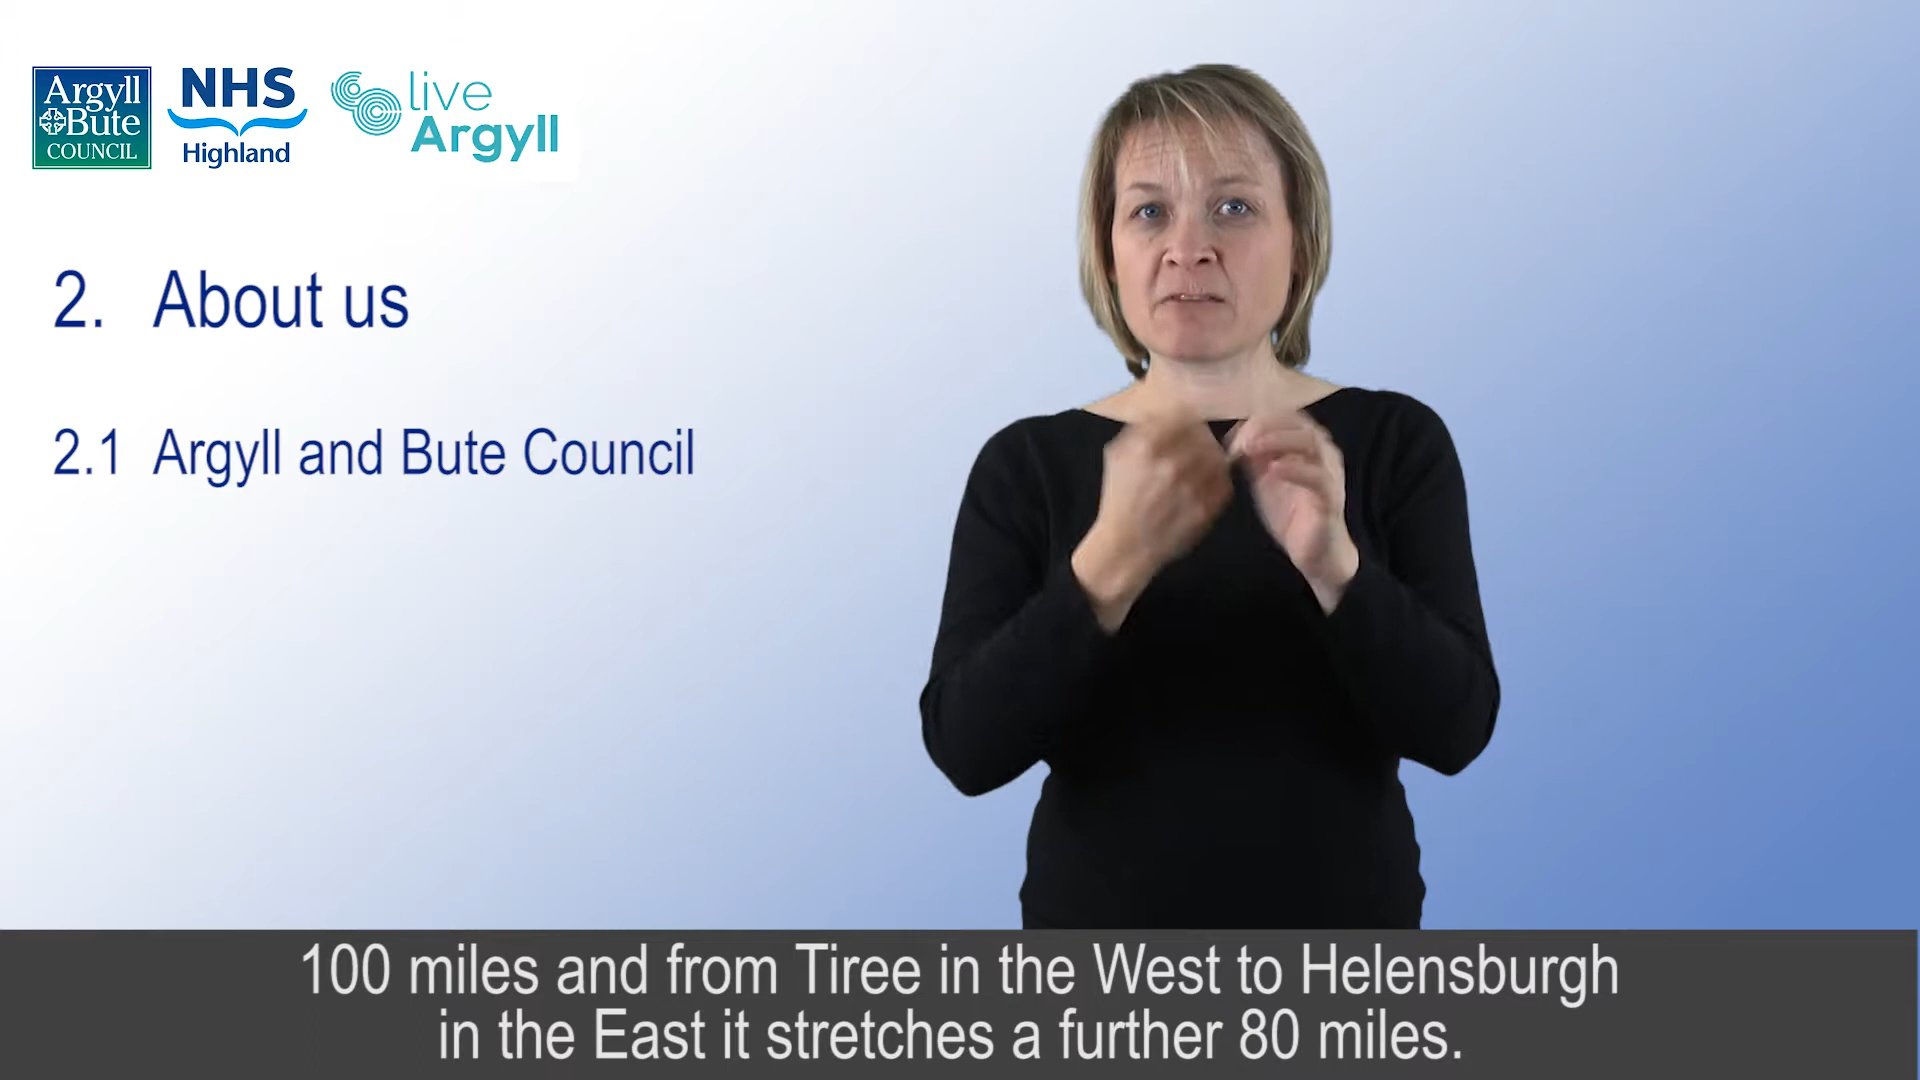 Argyll
& Bute
COUNCIL
NHS
Highland
live
Argyll
2. About us
2.1 Argyll and Bute Council
100 miles and from Tiree in the West to Helensburgh
in the East it stretches a further 80 miles.